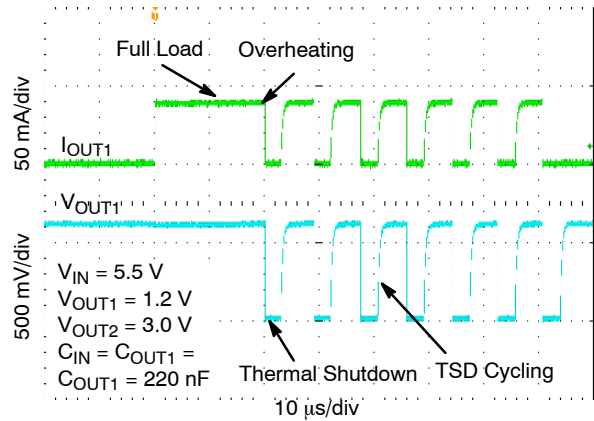 Full Load
Overheating
50 mA/div
IOUT1
VOUT1
500 mV/div
VIN = 5.5 V
VOUT1 = 1.2 V
VOUT2 = 3.0 V
CIN = COUT1 =
COUT1 = 220 nF
Thermal Shutdown
TSD Cycling
10 μs/div